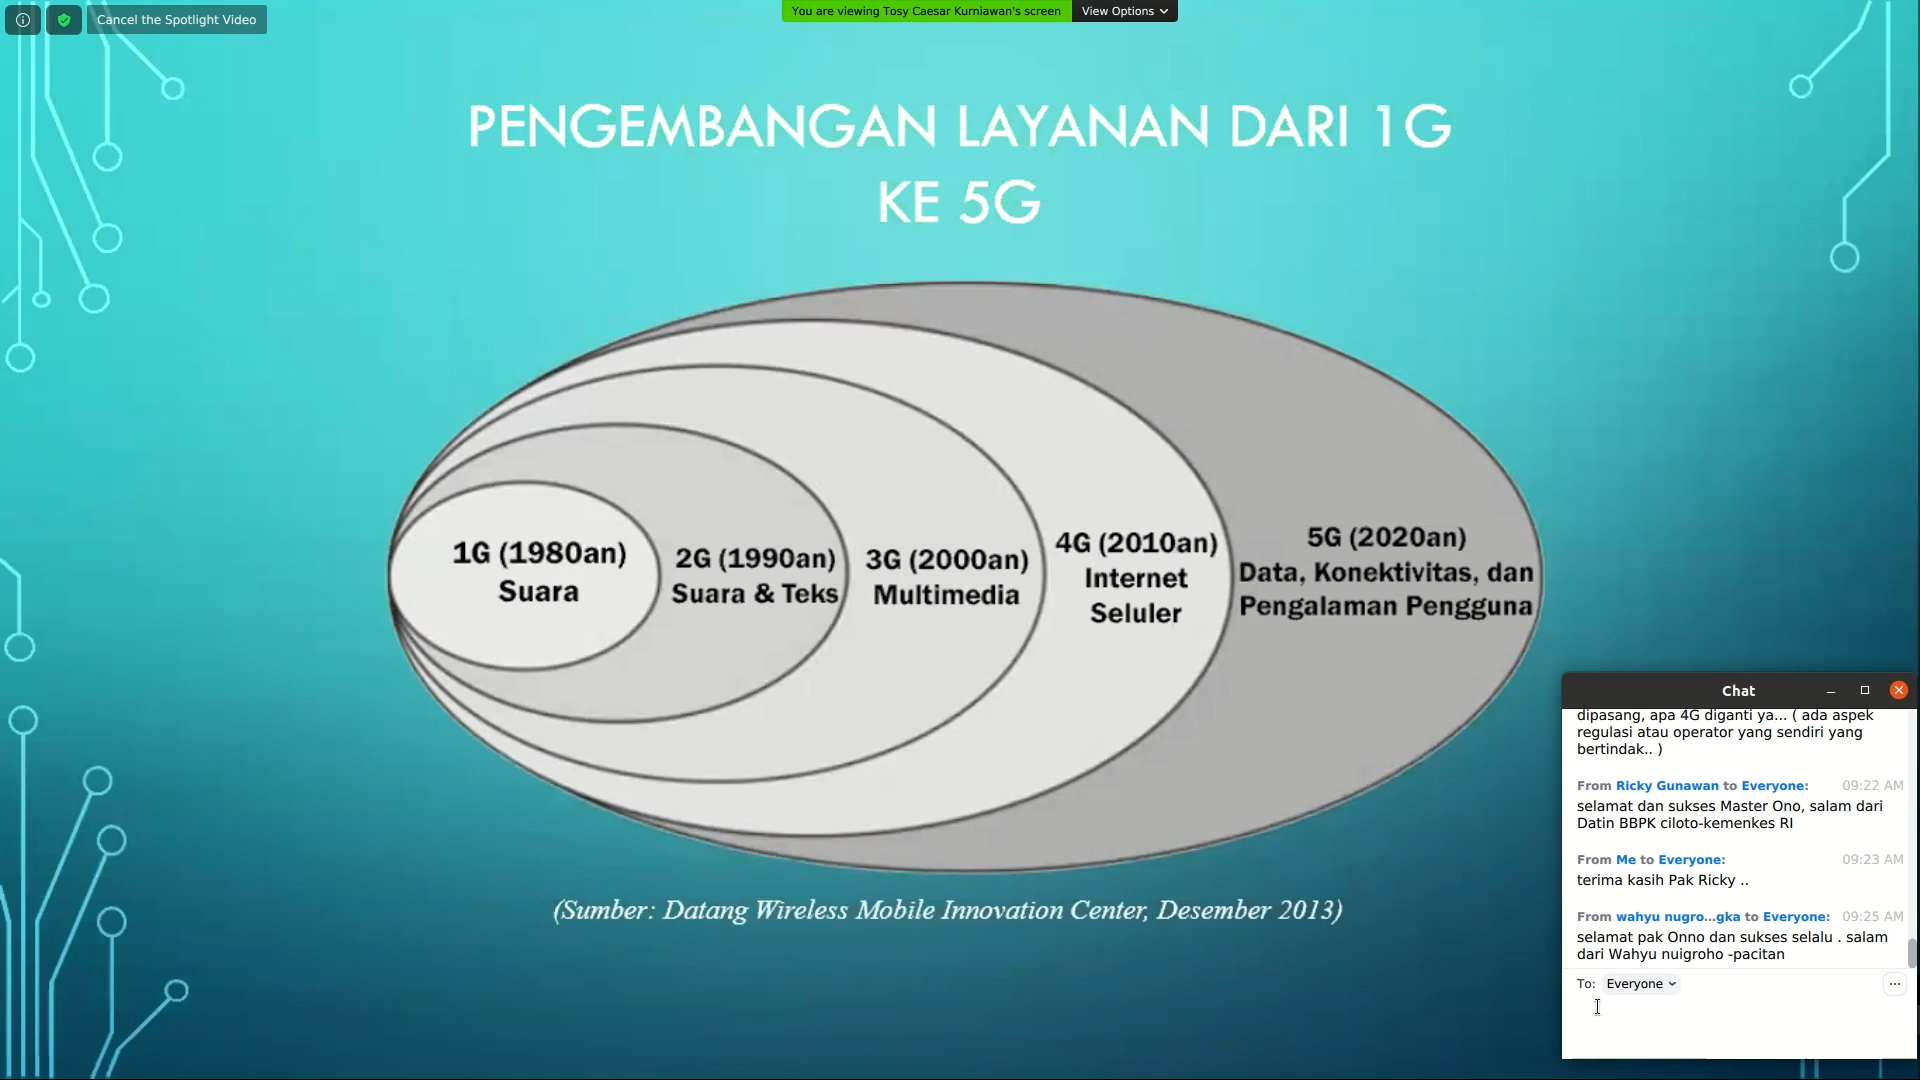 Cancel the Spotlight Video
You are viewing Tosy Caesar Kurniawan's screen
View Options
PENGEMBANGAN LAYANAN DARI 1G
KE 5G
1G (1980an)
Suara
2G (1990an)
Suara & Teks
3G (2000an)
Multimedia
4G (2010an)
Internet
Seluler
5G (2020an)
Data, Konektivitas, dan
Pengalaman Pengguna
(Sumber: Datang Wireless Mobile Innovation Center, Desember 2013)
Chat
dipasang, apa 4G diganti ya... ( ada aspek
regulasi atau operator yang sendiri yang
bertindak.. )
From Ricky Gunawan to Everyone: 09:22 AM
selamat dan sukses Master Ono, salam dari
Datin BBPK ciloto-kemenkes RI
From Me to Everyone: 09:23 AM
terima kasih Pak Ricky ..
From wahyu nugro...gka to Everyone: 09:25 AM
selamat pak Onno dan sukses selalu . salam
dari Wahyu nuigroho -pacitan
To: Everyone